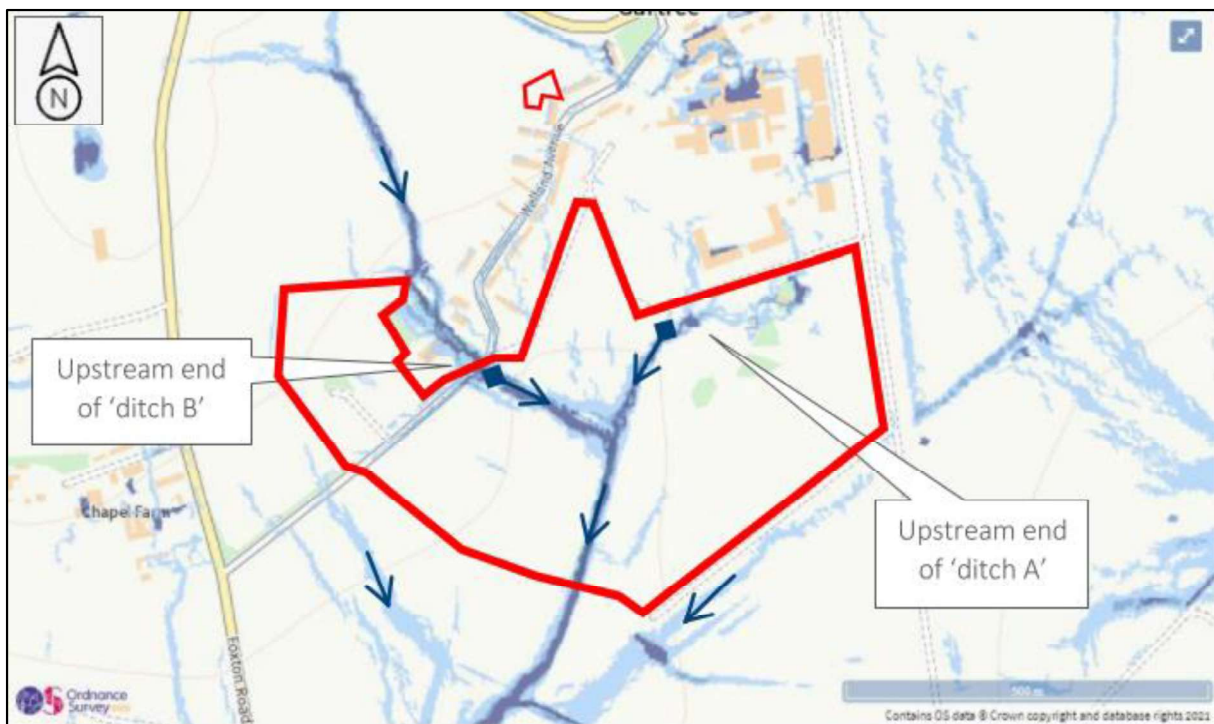 Gartree
N
Welland Avenue
Upstream end
of ‘ditch B’
Chapel Farm
Upstream end
of ‘ditch A’
Foxton Road
Ordnance
Survey
500 m
Contains OS data © Crown copyright and database rights 2021